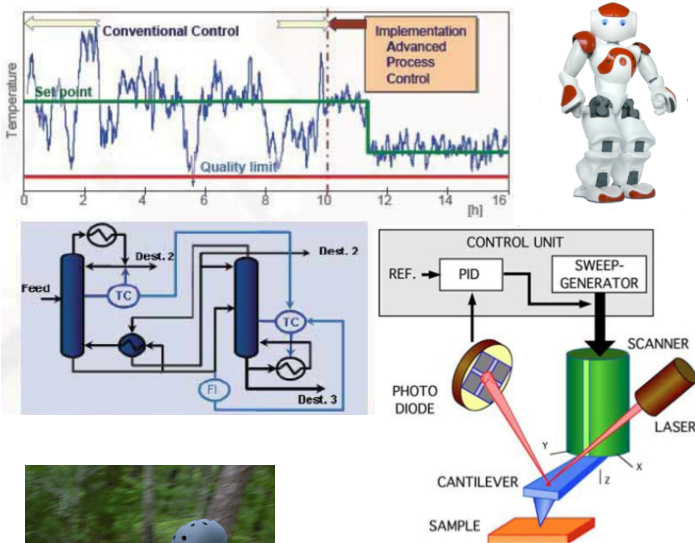 Conventional Control
Implementation
Advanced
Process
Control
Temperature
Set point
Quality limit
0
2
4
6
8
10
12
14
16
[h]
Dest. 2
Dest. 2
Feed
TC
TC
FI
Dest. 3
CONTROL UNIT
REF.
PID
SWEEP-
GENERATOR
SCANNER
PHOTO
DIODE
LASER
Y
X
Z
CANTILEVER
SAMPLE